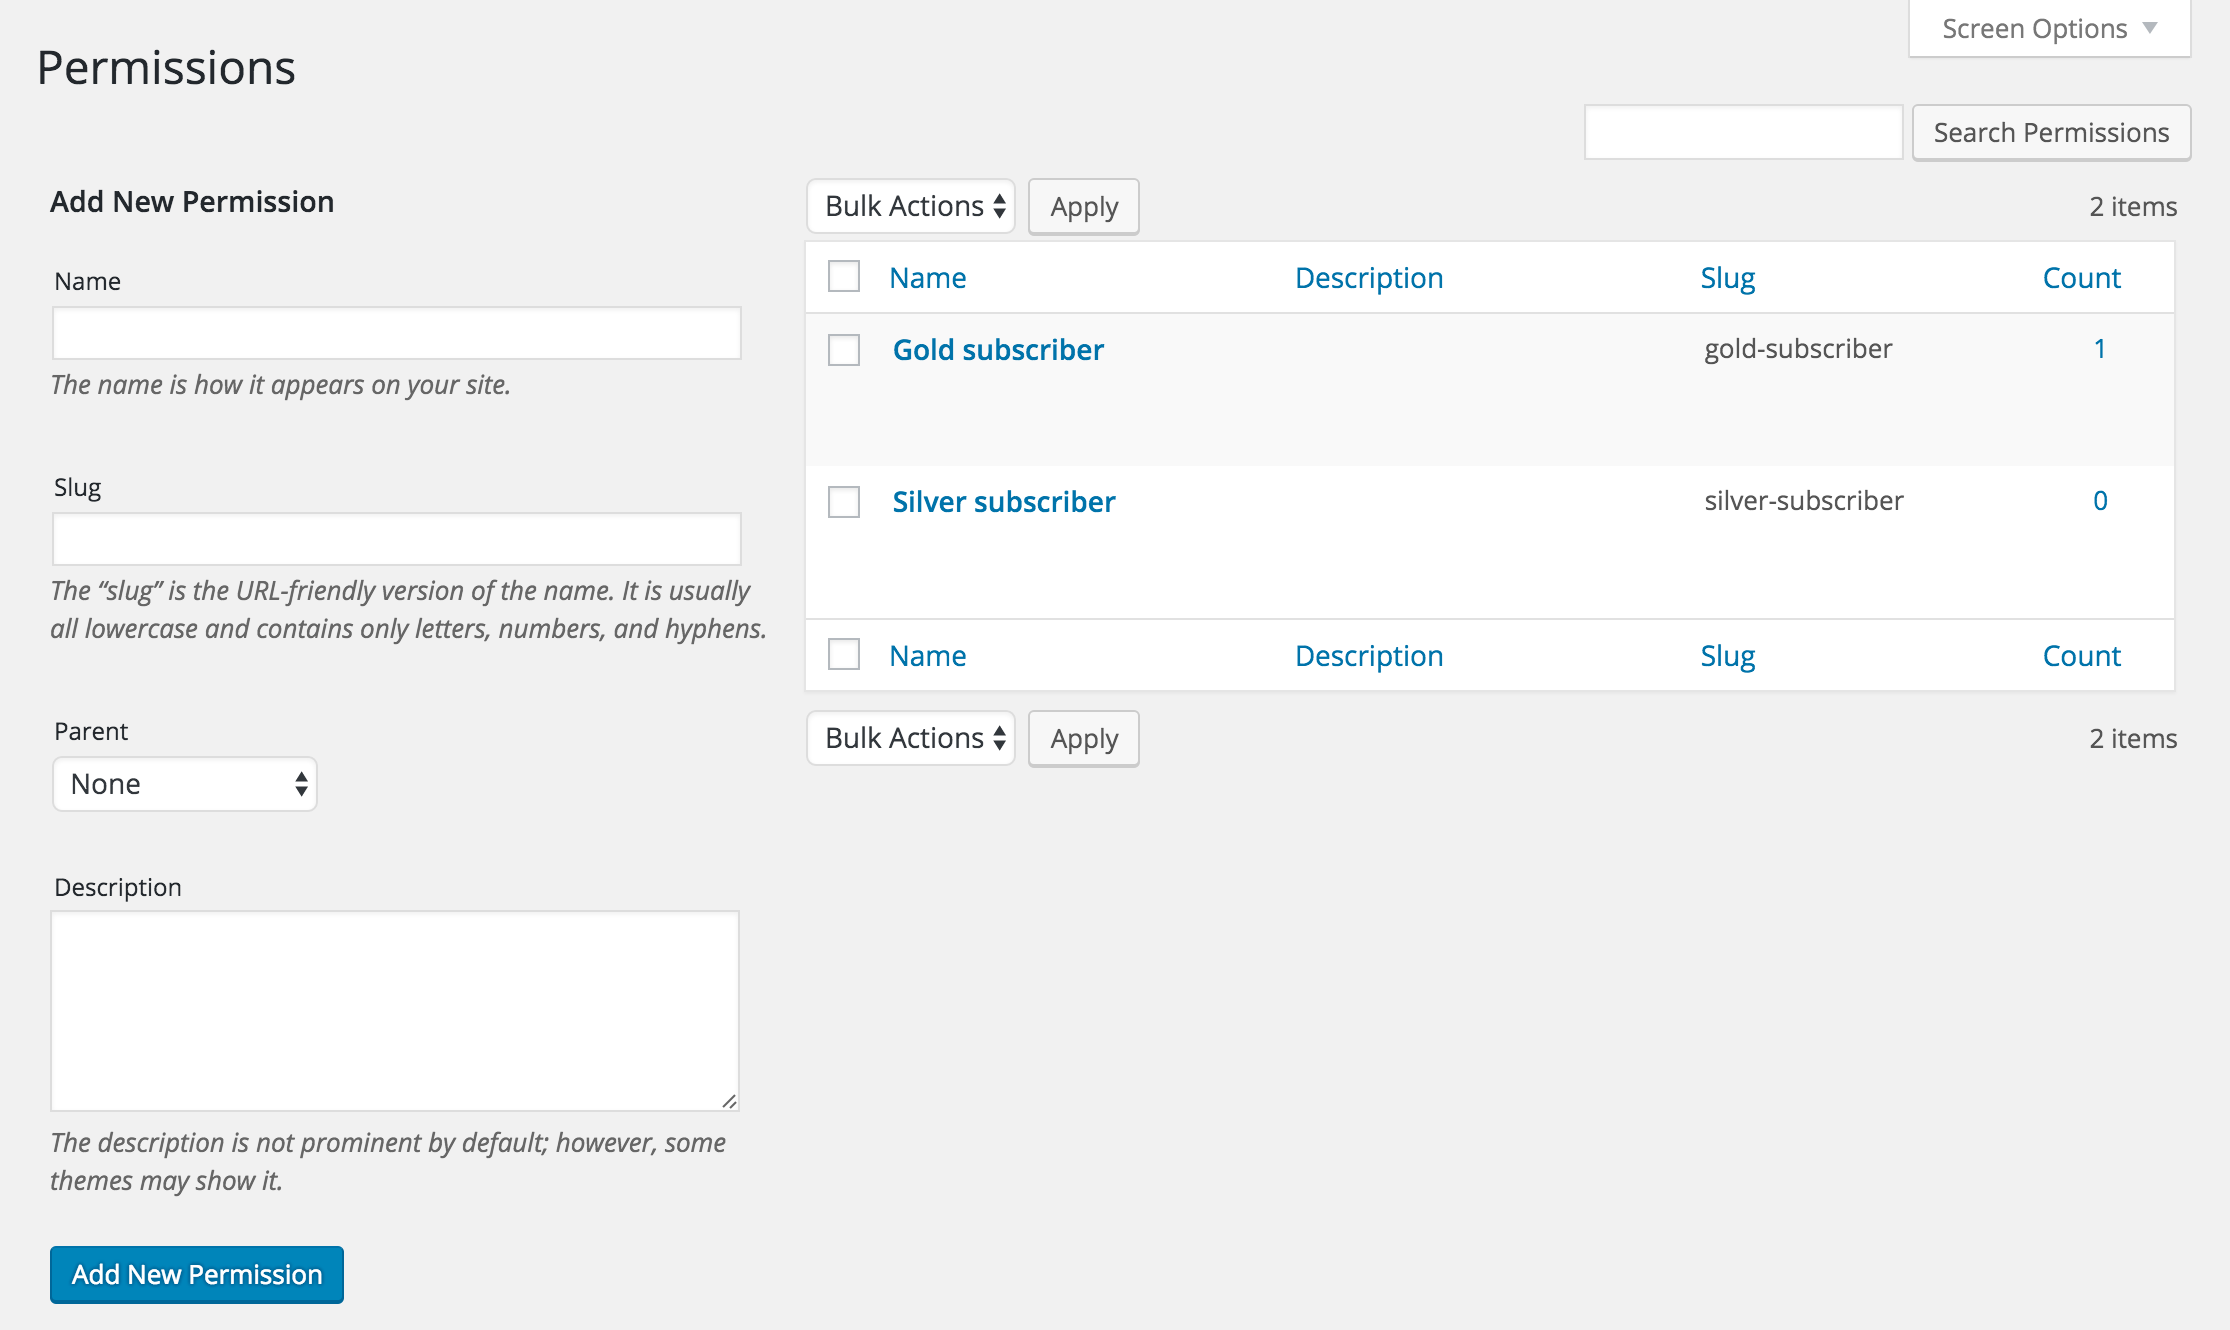 Screen Options
Permissions
Search Permissions
Add New Permission
Name
The name is how it appears on your site.
Slug
The “slug” is the URL-friendly version of the name. It is usually
all lowercase and contains only letters, numbers, and hyphens.
Parent
None
Description
The description is not prominent by default; however, some
themes may show it.
Add New Permission
Bulk Actions Apply 2 items
Name Description Slug Count
Gold subscriber gold-subscriber 1
Silver subscriber silver-subscriber 0
Name Description Slug Count
Bulk Actions Apply 2 items